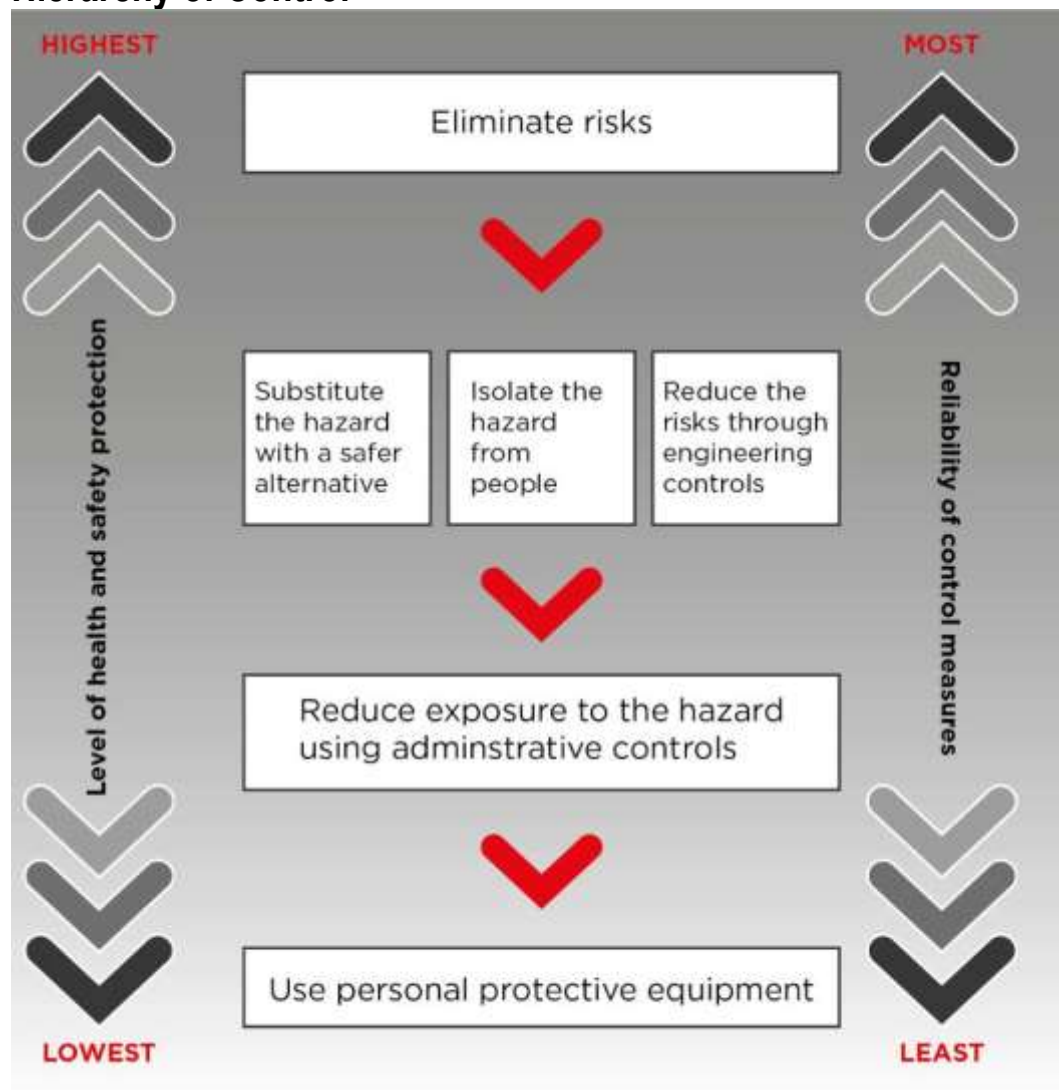 Hierarchy of Control
HIGHEST
MOST
Eliminate risks
Substitute
the hazard
with a safer
alternative
Isolate the
hazard
from
people
Reduce the
risks through
engineering
controls
Level of health and safety protection
Reliability of control measures
Reduce exposure to the hazard
using adminstrative controls
Use personal protective equipment
LOWEST
LEAST